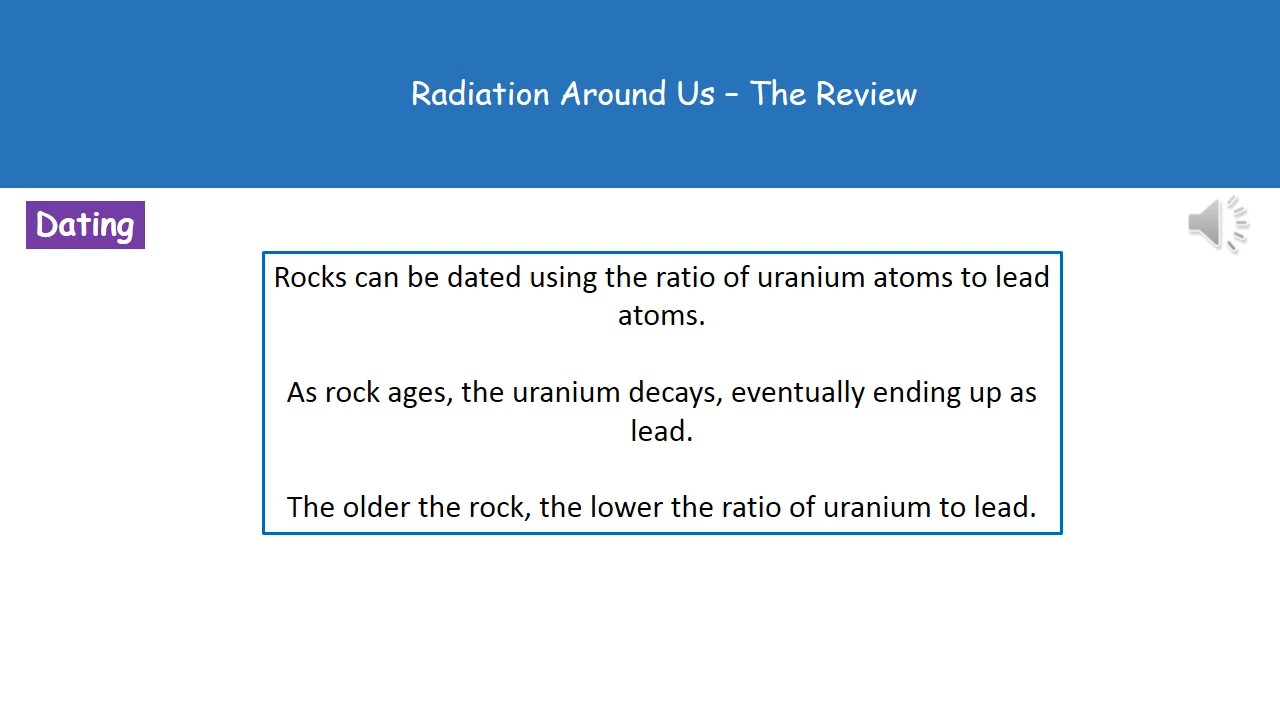 Radiation Around Us – The Review
Dating
Rocks can be dated using the ratio of uranium atoms to lead
atoms.
As rock ages, the uranium decays, eventually ending up as
lead.
The older the rock, the lower the ratio of uranium to lead.